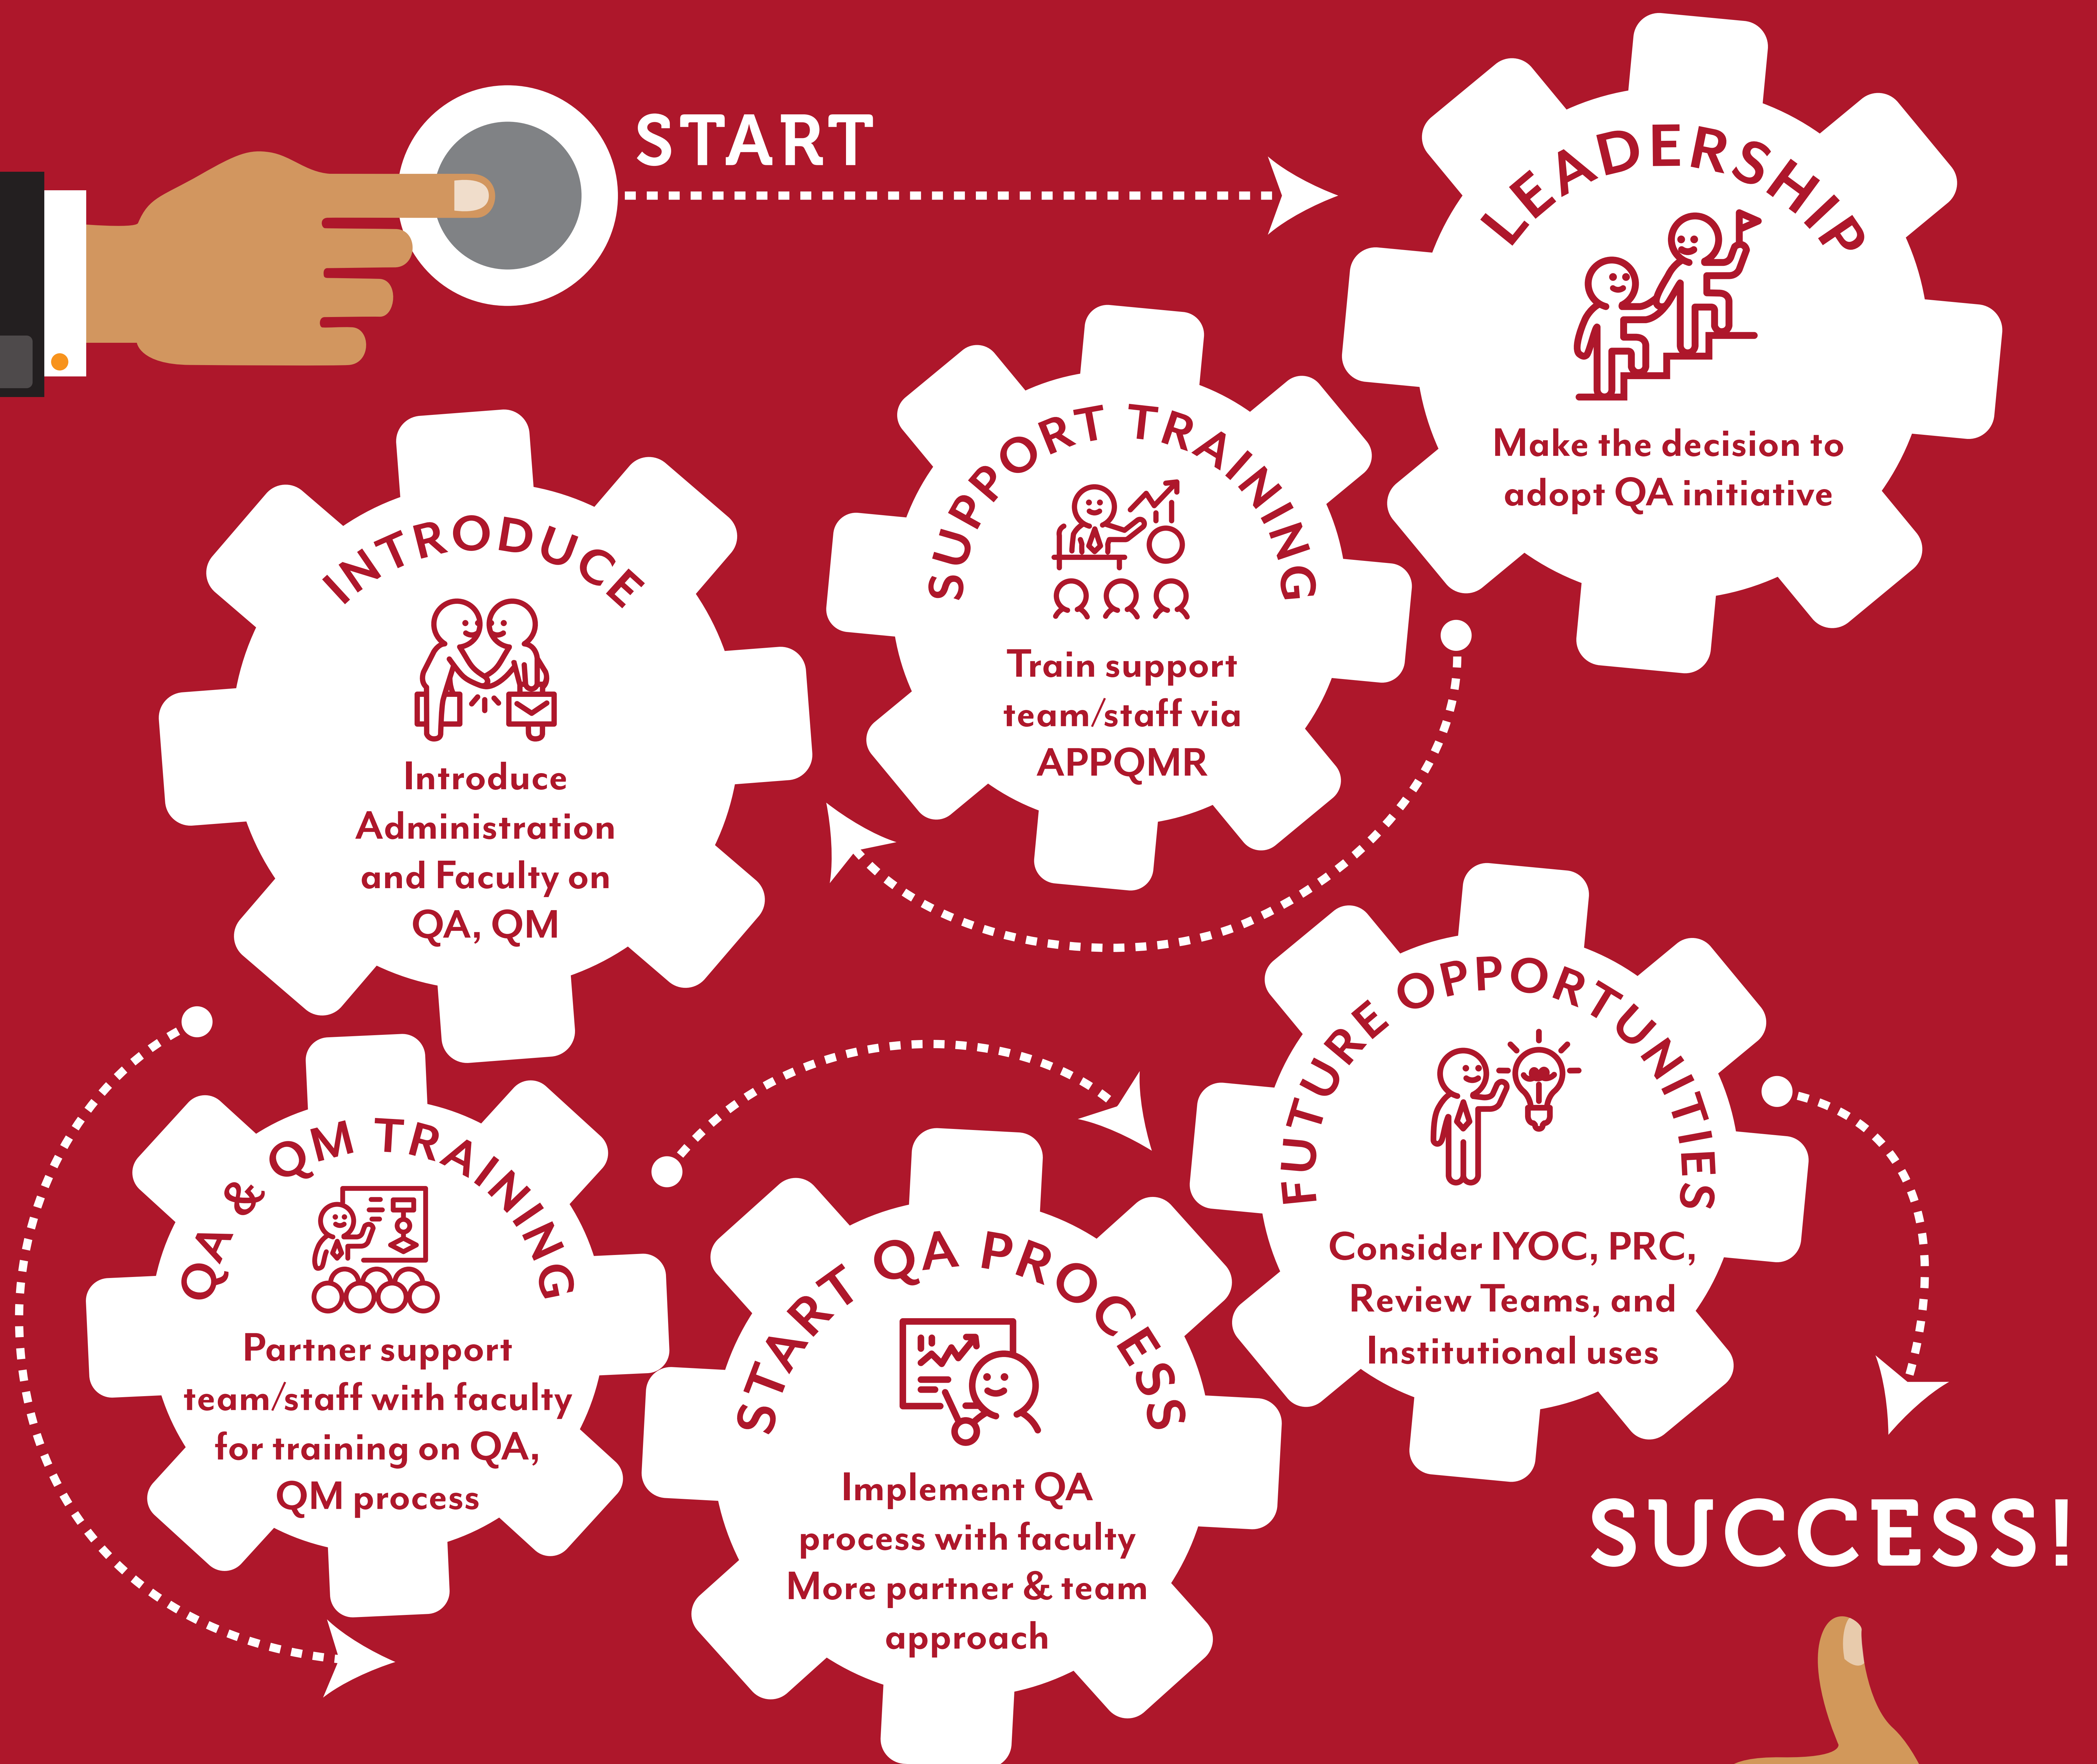 START
LEADERSHIP
Make the decision to
adopt QA initiative
SUPPORT TRAINING
Train support
team/staff via
APPQMR
INTRODUCE
Introduce
Administration
and Faculty on
QA, QM
QA & QM TRAINING
Partner support
team/staff with faculty
for training on QA,
QM process
START QA PROCESS
Implement QA
process with faculty
More partner & team
approach
FUTURE OPPORTUNITIES
Consider IYOC, PRC,
Review Teams, and
Institutional uses
SUCCESS!